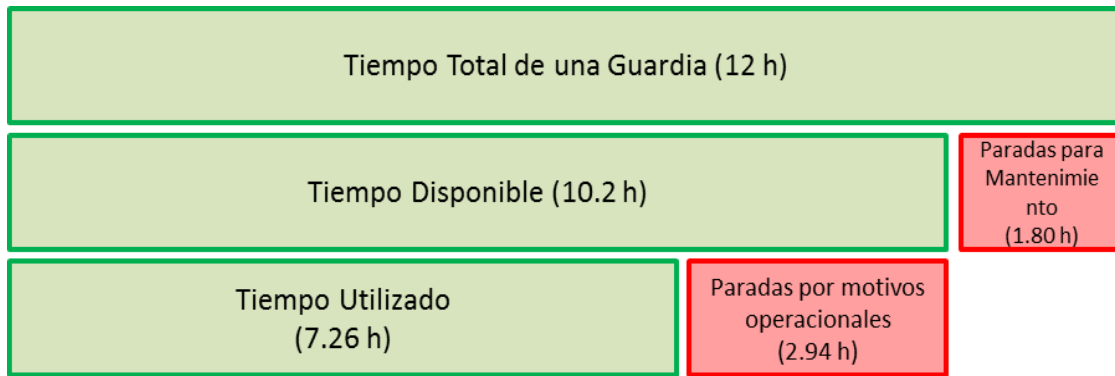 Tiempo Total de una Guardia (12 h)
Tiempo Disponible (10.2 h)
Paradas para
Mantenimie
nto
(1.80 h)
Tiempo Utilizado
(7.26 h)
Paradas por motivos
operacionales
(2.94 h)